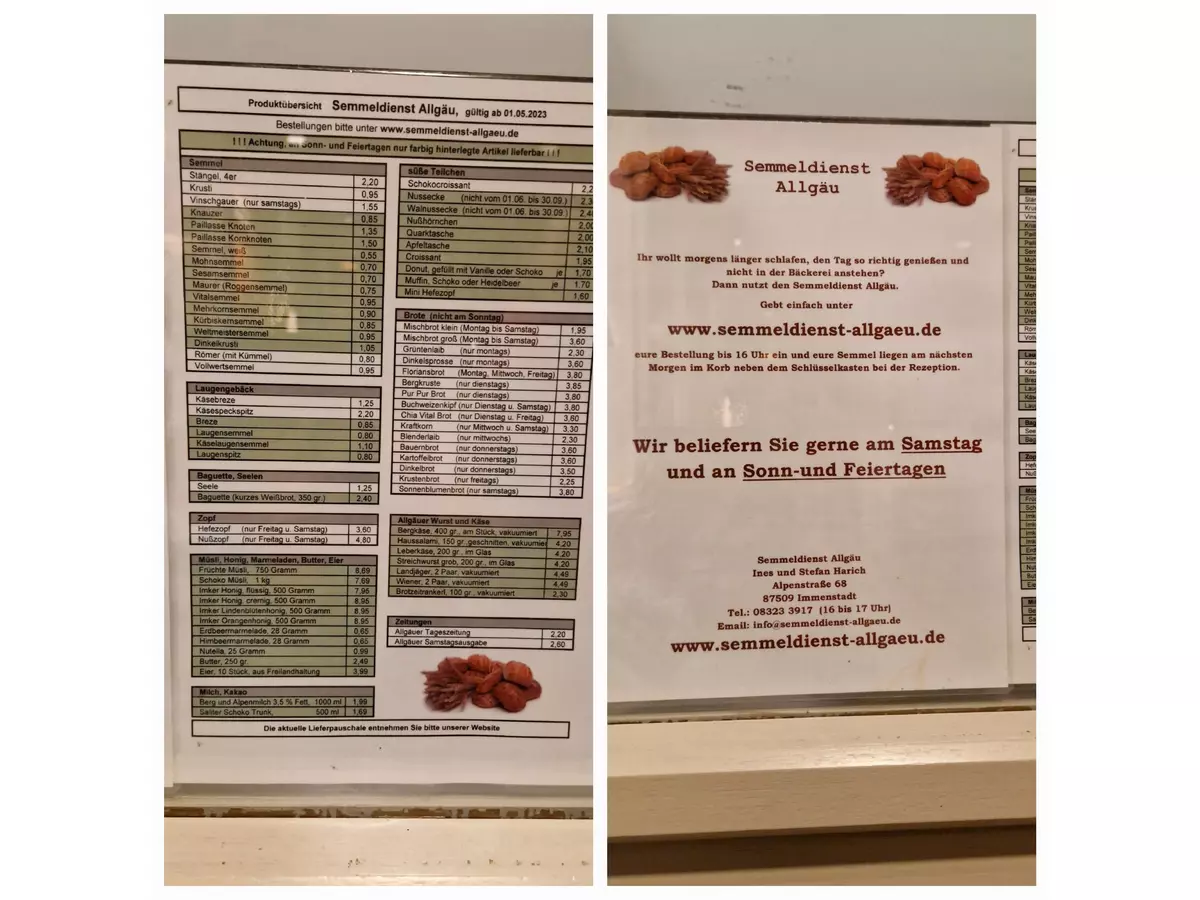 Produktübersicht Semmeldienst Allgäu, gültig ab 01.05.2023
Bestellungen bitte unter www.semmeldienst-allgaeu.de
!!! Achtung, an Sonn- und Feiertagen nur farbig hinterlegte Artikel lieferbar !!!
Semmel
Stangel, 4er 2,20
Krusti 0,95
Vinschgauer (nur samstags) 1,55
Knauzer 0,85
Paillasse Knoten 1,35
Paillasse Kornknoten 1,50
Semmel, weiß 0,55
Mohnsemmel 0,70
Sesamsemmel 0,70
Maurer (Roggensemmel) 0,75
Vitalsemmel 0,95
Mehrkornsemmel 0,90
Kürbiskernsemmel 0,85
Weltmeistersemmel 0,95
Dinkelkrusti 1,05
Römer (mit Kümmel) 0,80
Vollwertsemmel 0,95
Laugengebäck
Käsebreze 1,25
Käsespeckspitz 2,20
Breze 0,85
Laugensemmel 0,80
Käselaugensemmel 1,10
Laugenspitz 0,80
Baguette, Seelen
Seele 1,25
Baguette (kurzes Weißbrot, 350 gr.) 2,40
Zopf
Hefezopf (nur Freitag u. Samstag) 3,60
Nußzopf (nur Freitag u. Samstag) 4,80
Müsli, Honig, Marmeladen, Butter, Eier
Früchte Müsli, 750 Gramm 8,69
Schoko Müsli, 1 kg 7,69
Imker Honig, flüssig, 500 Gramm 7,95
Imker Honig, cremig, 500 Gramm 8,95
Imker Lindenblütenhonig, 500 Gramm 8,95
Imker Orangenhonig, 500 Gramm 8,95
Erdbeermarmelade, 28 Gramm 0,65
Himbeermarmelade, 28 Gramm 0,65
Nutella, 25 Gramm 0,99
Butter, 250 gr. 2,49
Eier, 10 Stück, aus Freilandhaltung 3,99
Milch, Kakao
Berg und Alpenmilch 3,5 % Fett, 1000 ml 1,99
Saliter Schoko Trunk, 500 ml 1,69
süße Teilchen
Schokocroissant 2,2
Nussecke (nicht vom 01.06. bis 30.09.) 2,3
Walnussecke (nicht vom 01.06. bis 30.09.) 2,4
Nußhörnchen 2,00
Quarktasche 2,00
Apfeltasche 2,10
Croissant 1,95
Donut, gefüllt mit Vanille oder Schoko je 1,70
Muffin, Schoko oder Heidelbeer je 1,70
Mini Hefezopf 1,60
Brote (nicht am Sonntag)
Mischbrot klein (Montag bis Samstag) 1,95
Mischbrot groß (Montag bis Samstag) 3,60
Grüntenlaib (nur montags) 2,30
Dinkelsprosse (nur montags) 3,60
Floriansbrot (Montag, Mittwoch, Freitag) 3,80
Bergkruste (nur dienstags) 3,85
Pur Pur Brot (nur dienstags) 3,80
Buchweizenkipf (nur Dienstag u. Samstag) 3,80
Chia Vital Brot (nur Dienstag u. Freitag) 3,60
Kraftkorn (nur Mittwoch u. Samstag) 3,30
Blenderlaib (nur mittwochs) 2,30
Bauernbrot (nur donnerstags) 3,60
Kartoffelbrot (nur donnerstags) 3,60
Dinkelbrot (nur donnerstags) 3,50
Krustenbrot (nur freitags) 2,25
Sonnenblumenbrot (nur samstags) 3,80
Allgäuer Wurst und Käse
Bergkäse, 400 gr., am Stück, vakuumiert 7,95
Haussalami, 150 gr. geschnitten, vakuumie 4,20
Leberkäse, 200 gr., im Glas 4,20
Streichwurst grob, 200 gr., im Glas 4,20
Landjäger, 2 Paar, vakuumiert 4,49
Wiener, 2 Paar, vakuumiert 4,49
Brotzeitrankerl, 100 gr., vakuumiert 2,30
Zeitungen
Allgäuer Tageszeitung 2,20
Allgäuer Samstagsausgabe 2,60
Die aktuelle Lieferpauschale entnehmen Sie bitte unserer Website
Semmeldienst
Allgäu
Ihr wollt morgens länger schlafen, den Tag so richtig genießen und
nicht in der Bäckerei anstehen?
Dann nutzt den Semmeldienst Allgäu.
Gebt einfach unter
www.semmeldienst-allgaeu.de
eure Bestellung bis 16 Uhr ein und eure Semmel liegen am nächsten
Morgen im Korb neben dem Schlüsselkasten bei der Rezeption.
Wir beliefern Sie gerne am Samstag
und an Sonn-und Feiertagen
Semmeldienst Allgäu
Ines und Stefan Harich
Alpenstraße 68
87509 Immenstadt
Tel.: 08323 3917 (16 bis 17 Uhr)
Email: info@semmeldienst-allgaeu.de
www.semmeldienst-allgaeu.de